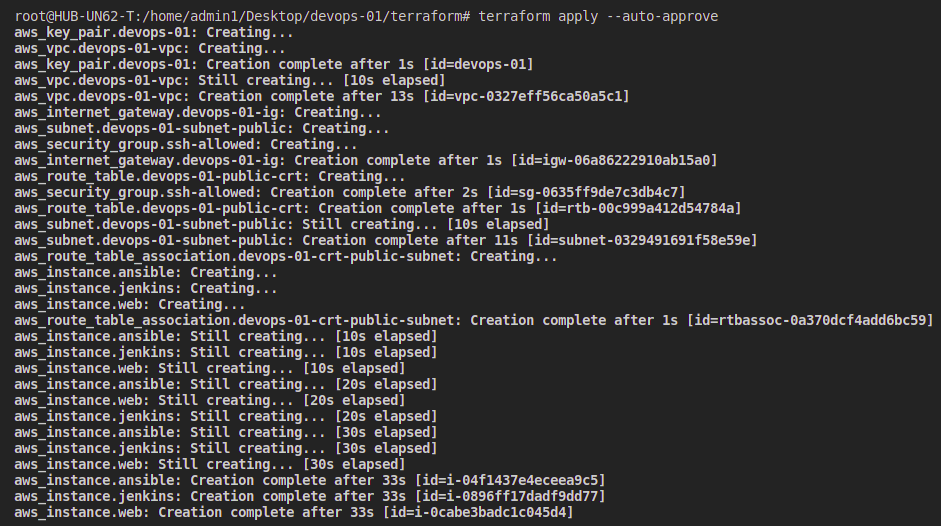 root@HUB-UN62-T:/home/admin1/Desktop/devops-01/terraform# terraform apply --auto-approve
aws_key_pair.devops-01: Creating...
aws_vpc.devops-01-vpc: Creating...
aws_key_pair.devops-01: Creation complete after 1s [id=devops-01]
aws_vpc.devops-01-vpc: Still creating... [10s elapsed]
aws_vpc.devops-01-vpc: Creation complete after 13s [id=vpc-0327eff56ca50a5c1]
aws_internet_gateway.devops-01-ig: Creating...
aws_subnet.devops-01-subnet-public: Creating...
aws_security_group.ssh-allowed: Creating...
aws_internet_gateway.devops-01-ig: Creation complete after 1s [id=igw-06a86222910ab15a0]
aws_route_table.devops-01-public-crt: Creating...
aws_security_group.ssh-allowed: Creation complete after 2s [id=sg-0635ff9de7c3db4c7]
aws_route_table.devops-01-public-crt: Creation complete after 1s [id=rtb-00c999a412d54784a]
aws_subnet.devops-01-subnet-public: Still creating... [10s elapsed]
aws_subnet.devops-01-subnet-public: Creation complete after 11s [id=subnet-0329491691f58e59e]
aws_route_table_association.devops-01-crt-public-subnet: Creating...
aws_instance.ansible: Creating...
aws_instance.jenkins: Creating...
aws_instance.web: Creating...
aws_route_table_association.devops-01-crt-public-subnet: Creation complete after 1s [id=rtbassoc-0a370dcf4add6bc59]
aws_instance.ansible: Still creating... [10s elapsed]
aws_instance.jenkins: Still creating... [10s elapsed]
aws_instance.web: Still creating... [10s elapsed]
aws_instance.ansible: Still creating... [20s elapsed]
aws_instance.web: Still creating... [20s elapsed]
aws_instance.jenkins: Still creating... [20s elapsed]
aws_instance.ansible: Still creating... [30s elapsed]
aws_instance.jenkins: Still creating... [30s elapsed]
aws_instance.web: Still creating... [30s elapsed]
aws_instance.ansible: Creation complete after 33s [id=i-04f1437e4eceea9c5]
aws_instance.jenkins: Creation complete after 33s [id=i-0896ff17dadf9dd77]
aws_instance.web: Creation complete after 33s [id=i-0cabe3badc1c045d4]